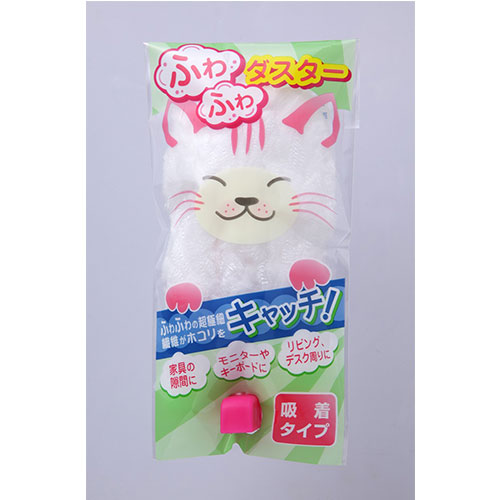 ふわ
ふわ
ダスター
ふわふわの超極細
繊維がホコリを
キャッチ!
家具の
隙間に
モニターや
キーボードに
リビング、
デスク周りに
吸着
タイプ